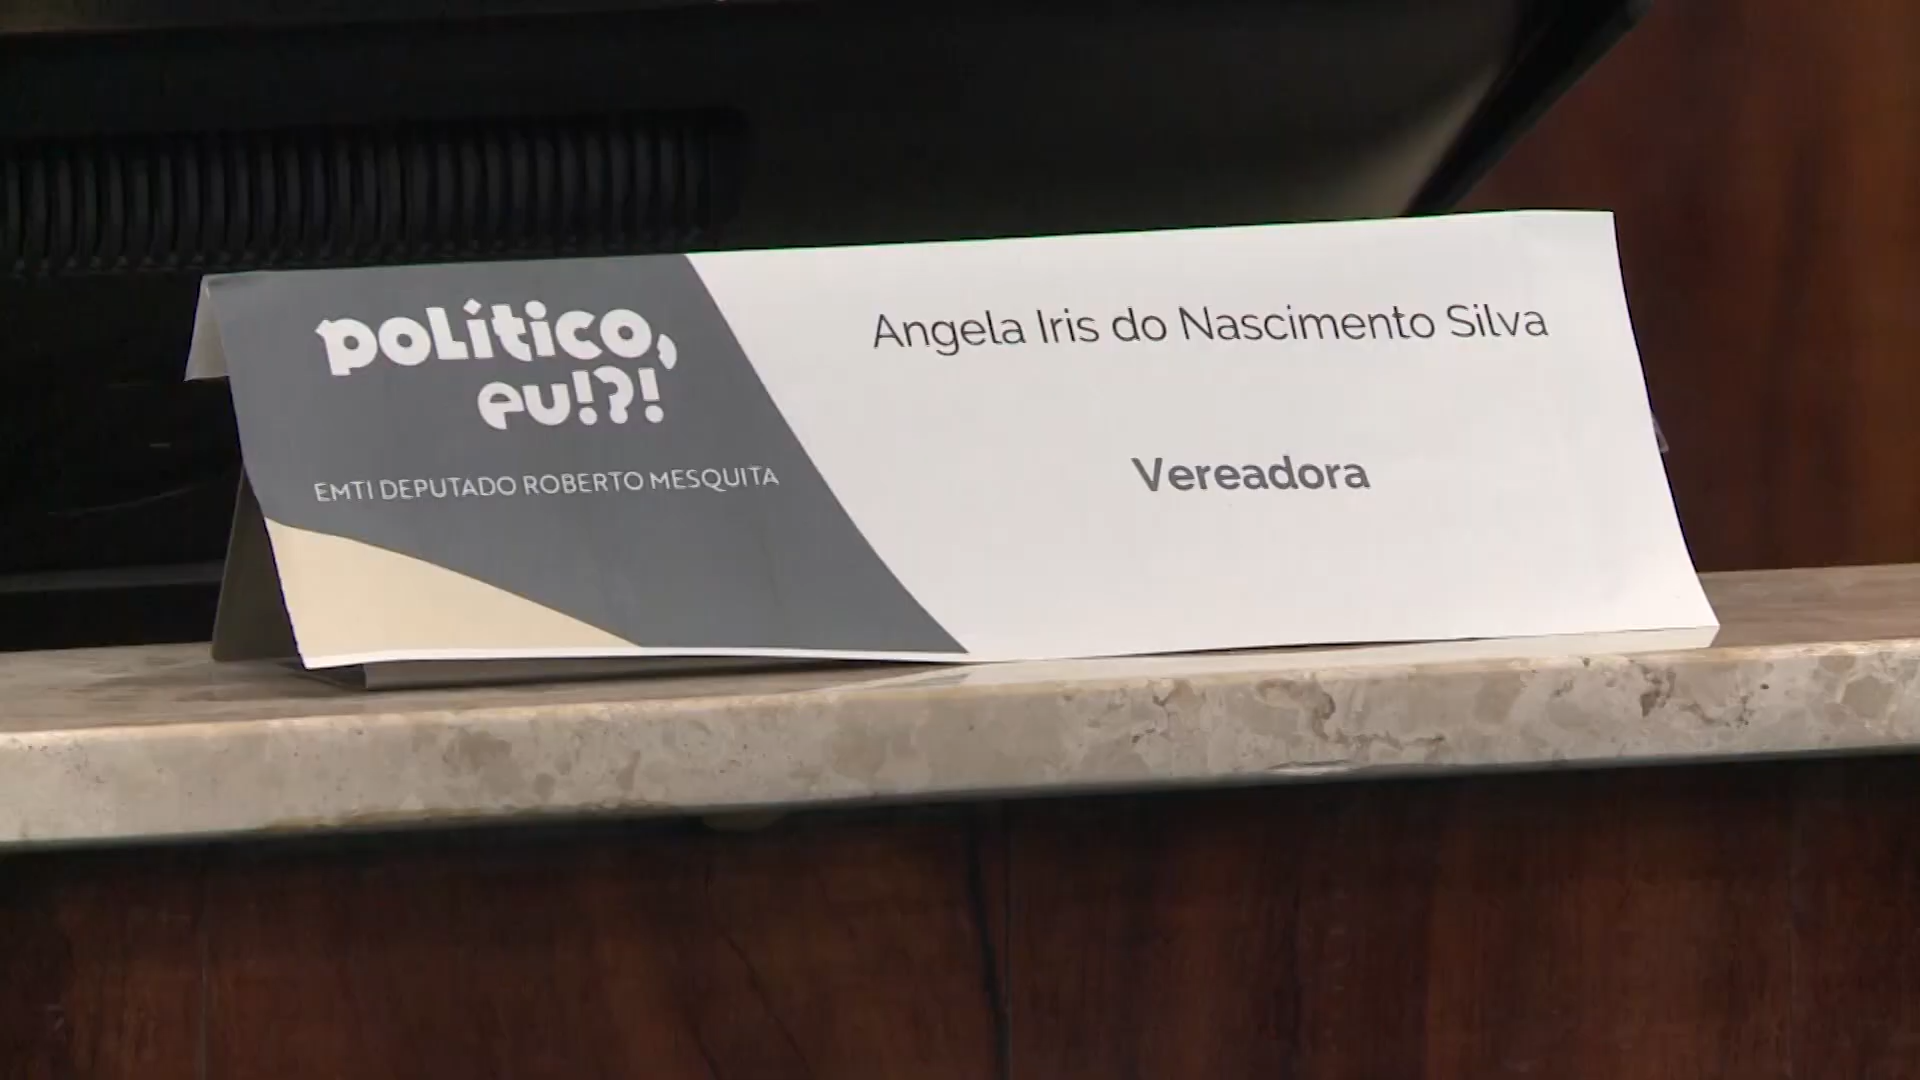 político,
eu!?!
EMTI DEPUTADO ROBERTO MESQUITA
Angela Iris do Nascimento Silva
Vereadora